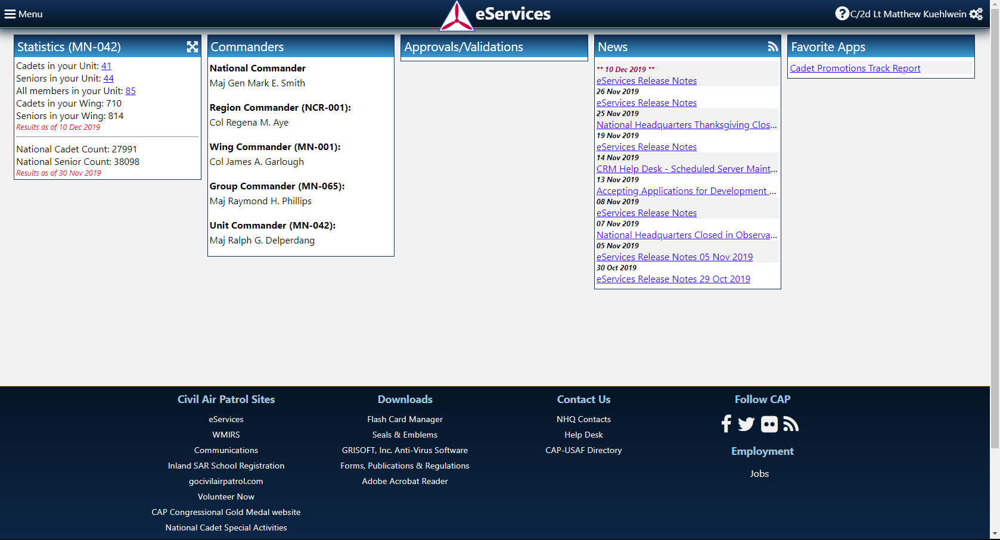 Menu
eServices
C/2d Lt Matthew Kuehlwein
Statistics (MN-042)
Cadets in your Unit: 41
Seniors in your Unit: 44
All members in your Unit: 85
Cadets in your Wing: 710
Seniors in your Wing: 814
Results as of 10 Dec 2019
National Cadet Count: 27991
National Senior Count: 38098
Results as of 30 Nov 2019
Commanders
National Commander
Maj Gen Mark E. Smith
Region Commander (NCR-001):
Col Regena M. Aye
Wing Commander (MN-001):
Col James A. Garlough
Group Commander (MN-065):
Maj Raymond H. Phillips
Unit Commander (MN-042):
Maj Ralph G. Delperdang
Approvals/Validations
News
** 10 Dec 2019 **
eServices Release Notes
26 Nov 2019
eServices Release Notes
25 Nov 2019
National Headquarters Thanksgiving Clos...
19 Nov 2019
eServices Release Notes
14 Nov 2019
CRM Help Desk - Scheduled Server Maint...
13 Nov 2019
Accepting Applications for Development ...
08 Nov 2019
eServices Release Notes
07 Nov 2019
National Headquarters Closed in Observa...
05 Nov 2019
eServices Release Notes 05 Nov 2019
30 Oct 2019
eServices Release Notes 29 Oct 2019
Favorite Apps
Cadet Promotions Track Report
Civil Air Patrol Sites
eServices
WMIRS
Communications
Inland SAR School Registration
gocivilairpatrol.com
Volunteer Now
CAP Congressional Gold Medal website
National Cadet Special Activities
Downloads
Flash Card Manager
Seals & Emblems
GRISOFT, Inc. Anti-Virus Software
Forms, Publications & Regulations
Adobe Acrobat Reader
Contact Us
NHQ Contacts
Help Desk
CAP-USAF Directory
Follow CAP
Employment
Jobs